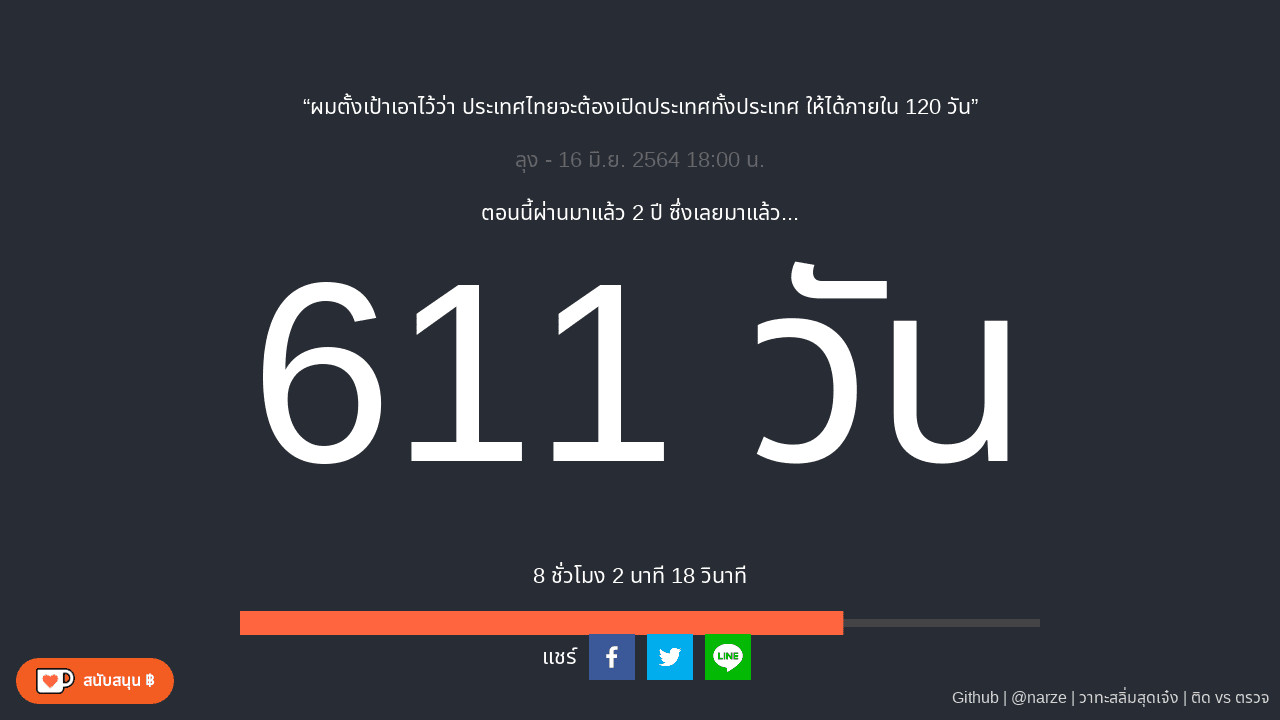 “ผมตั้งเป้าเอาไว้ว่า ประเทศไทยจะต้องเปิดประเทศทั้งประเทศ ให้ได้ภายใน 120 วัน”
ลุง - 16 มิ.ย. 2564 18:00 น.
ตอนนี้ผ่านมาแล้ว 2 ปี ซึ่งเลยมาแล้ว...
611 วัน
8 ชั่วโมง 2 นาที 18 วินาที
แชร์
LINE
สนับสนุน ฿
Github | @narze | วาทะสลิ่มสุดเจ๋ง | ติด vs ตรวจ